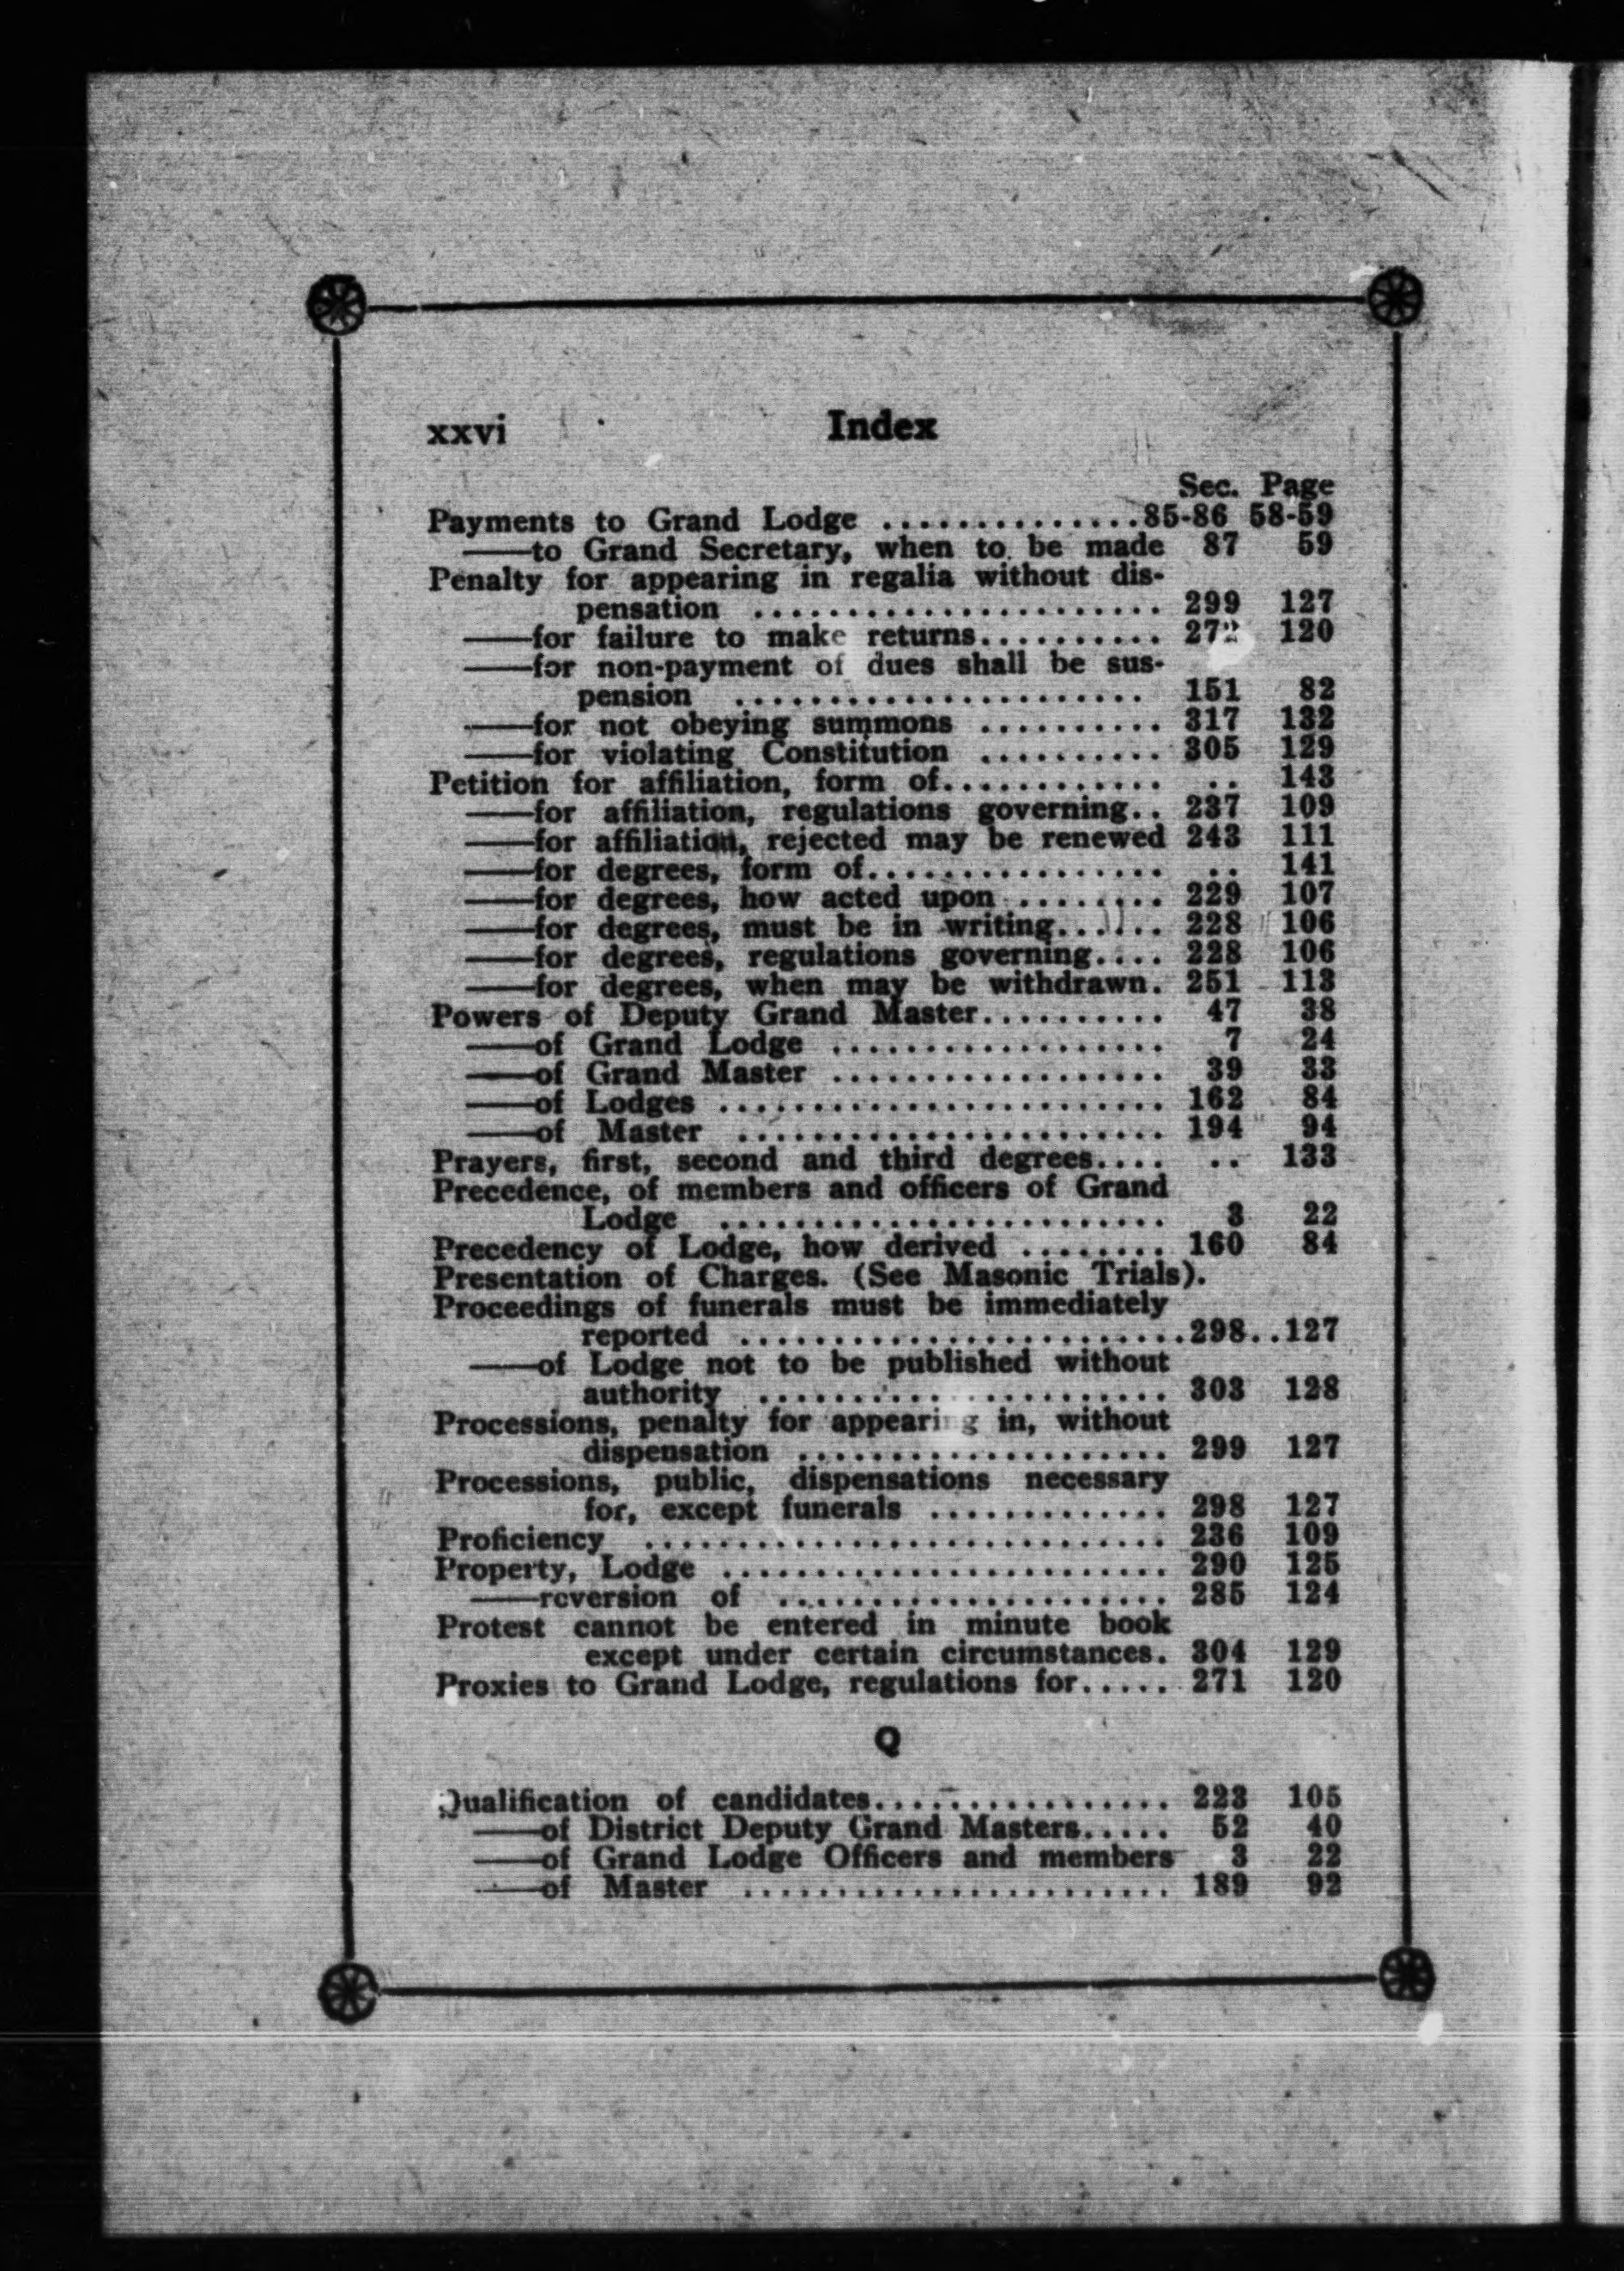 xxvi Index
Sec. Page
Payments to Grand Lodge ..............85-86 58-59
——to Grand Secretary, when to be made 87 59
Penalty for appearing in regalia without dis-
pensation ...................... 299 127
——for failure to make returns.......... 272 120
——for non-payment of dues shall be sus-
pension ...................... 151 82
——for not obeying summons .......... 317 132
——for violating Constitution .......... 305 129
Petition for affiliation, form of............ .. 143
——for affiliation, regulations governing.. 237 109
——for affiliation, rejected may be renewed 243 111
——for degrees, form of................ .. 141
——for degrees, how acted upon ........ 229 107
——for degrees, must be in writing...... 228 106
——for degrees, regulations governing.... 228 106
——for degrees, when may be withdrawn. 251 113
Powers of Deputy Grand Master.......... 47 38
——of Grand Lodge .................. 7 24
——of Grand Master .................. 39 33
——of Lodges ........................ 162 84
——of Master ....................... 194 94
Prayers, first, second and third degrees.... .. 133
Precedence, of members and officers of Grand
Lodge ........................ 3 22
Precedency of Lodge, how derived ........ 160 84
Presentation of Charges. (See Masonic Trials).
Proceedings of funerals must be immediately
reported ........................298..127
——of Lodge not to be published without
authority ...................... 303 128
Processions, penalty for appearing in, without
dispensation .................... 299 127
Processions, public, dispensations necessary
for, except funerals ............. 298 127
Proficiency ............................ 236 109
Property, Lodge ........................ 290 125
——reversion of ..................... 285 124
Protest cannot be entered in minute book
except under certain circumstances. 304 129
Proxies to Grand Lodge, regulations for..... 271 120
Q
Qualification of candidates................ 223 105
——of District Deputy Grand Masters..... 52 40
——of Grand Lodge Officers and members 3 22
——of Master ....................... 189 92